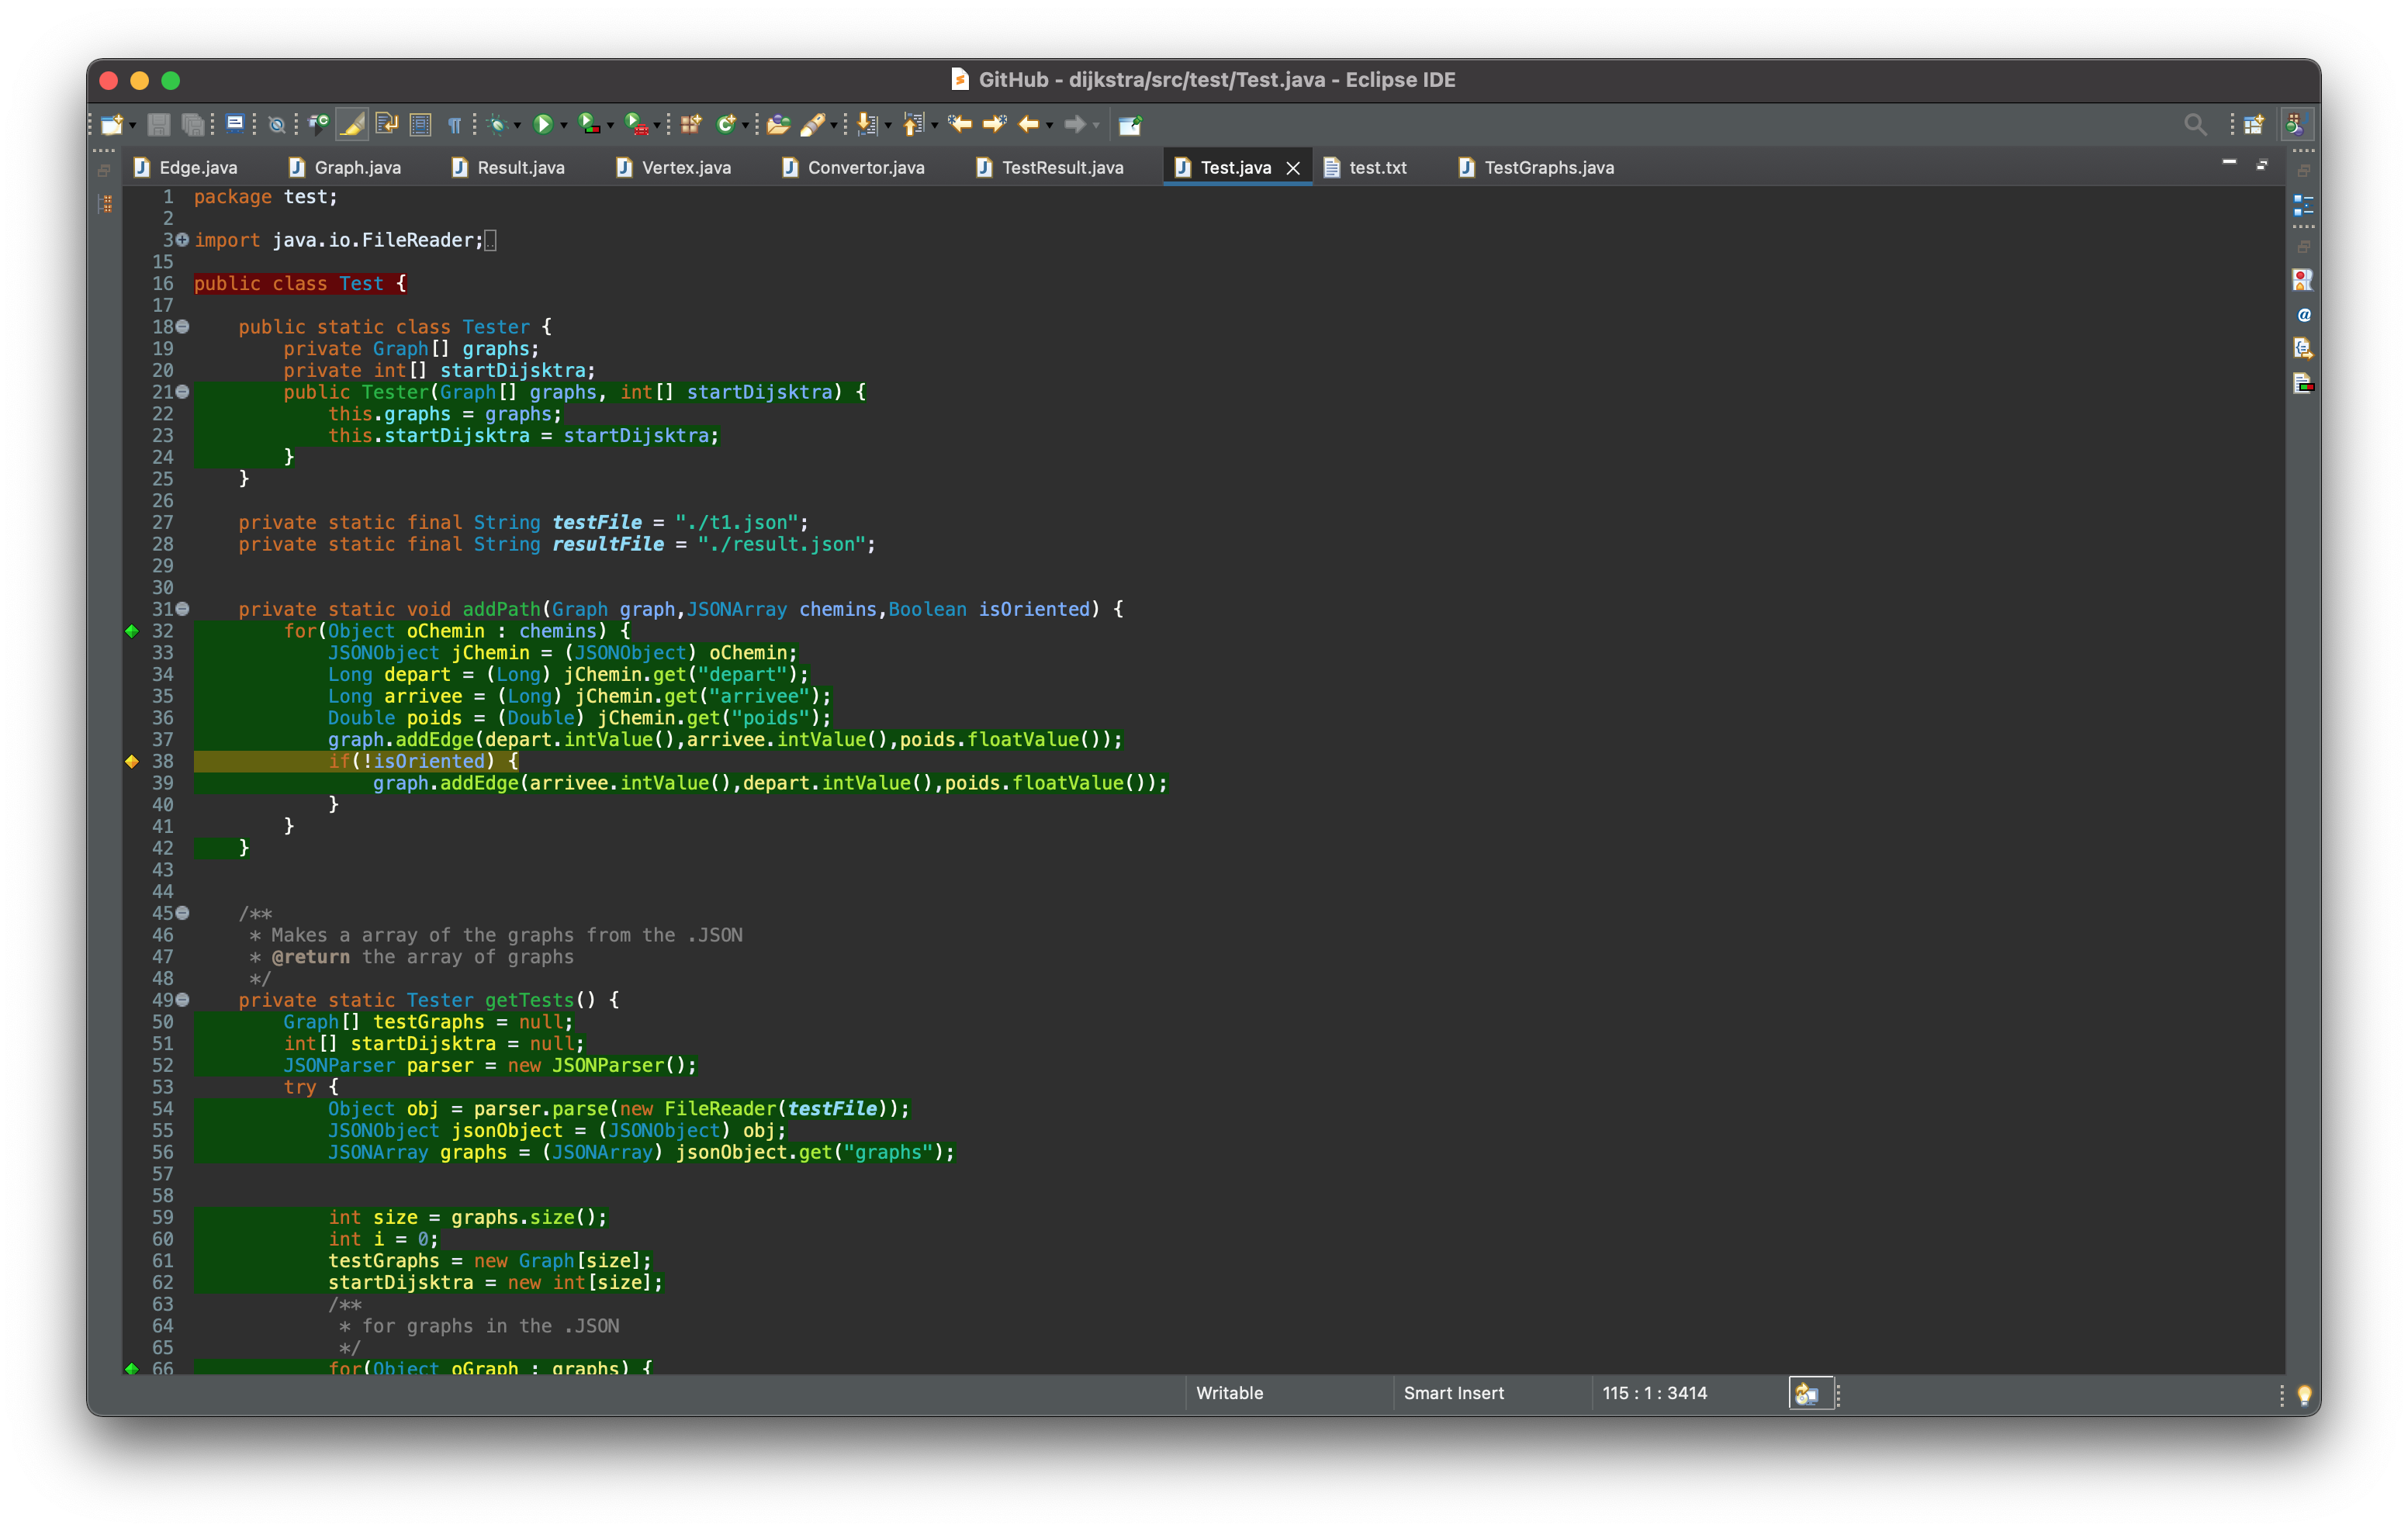 GitHub - dijkstra/src/test/Test.java - Eclipse IDE
Edge.java Graph.java Result.java Vertex.java Convertor.java TestResult.java Test.java test.txt TestGraphs.java
1 package test;
2
3 import java.io.FileReader;
15
16 public class Test {
17
18 public static class Tester {
19 private Graph[] graphs;
20 private int[] startDijsktra;
21 public Tester(Graph[] graphs, int[] startDijsktra) {
22 this.graphs = graphs;
23 this.startDijsktra = startDijsktra;
24 }
25 }
26
27 private static final String testFile = "./t1.json";
28 private static final String resultFile = "./result.json";
29
30
31 private static void addPath(Graph graph,JSONArray chemins,Boolean isOriented) {
32 for(Object oChemin : chemins) {
33 JSONObject jChemin = (JSONObject) oChemin;
34 Long depart = (Long) jChemin.get("depart");
35 Long arrivee = (Long) jChemin.get("arrivee");
36 Double poids = (Double) jChemin.get("poids");
37 graph.addEdge(depart.intValue(),arrivee.intValue(),poids.floatValue());
38 if(!isOriented) {
39 graph.addEdge(arrivee.intValue(),depart.intValue(),poids.floatValue());
40 }
41 }
42 }
43
44
45 /**
46 * Makes a array of the graphs from the .JSON
47 * @return the array of graphs
48 */
49 private static Tester getTests() {
50 Graph[] testGraphs = null;
51 int[] startDijsktra = null;
52 JSONParser parser = new JSONParser();
53 try {
54 Object obj = parser.parse(new FileReader(testFile));
55 JSONObject jsonObject = (JSONObject) obj;
56 JSONArray graphs = (JSONArray) jsonObject.get("graphs");
57
58
59 int size = graphs.size();
60 int i = 0;
61 testGraphs = new Graph[size];
62 startDijsktra = new int[size];
63 /**
64 * for graphs in the .JSON
65 */
66 for(Object oGraph : graphs) {
Writable Smart Insert 115 : 1 : 3414